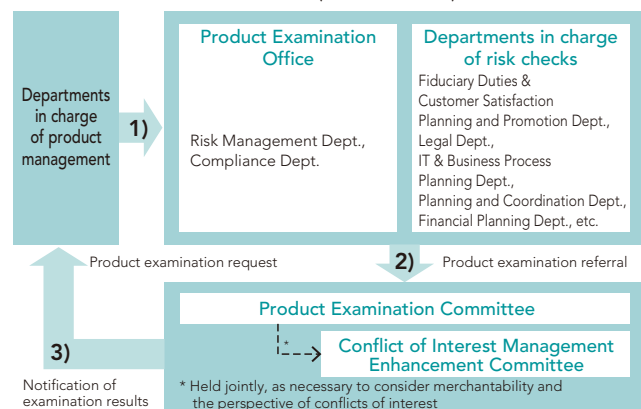 Departments
in charge
of product
management
1)
Product Examination
Office
Risk Management Dept.,
Compliance Dept.
Departments in charge
of risk checks
Fiduciary Duties &
Customer Satisfaction
Planning and Promotion Dept.,
Legal Dept.,
IT & Business Process
Planning Dept.,
Planning and Coordination Dept.,
Financial Planning Dept., etc.
Product examination request
2)
Product examination referral
Product Examination Committee
*
Conflict of Interest Management
Enhancement Committee
3)
Notification of
examination results
* Held jointly, as necessary to consider merchantability and
the perspective of conflicts of interest